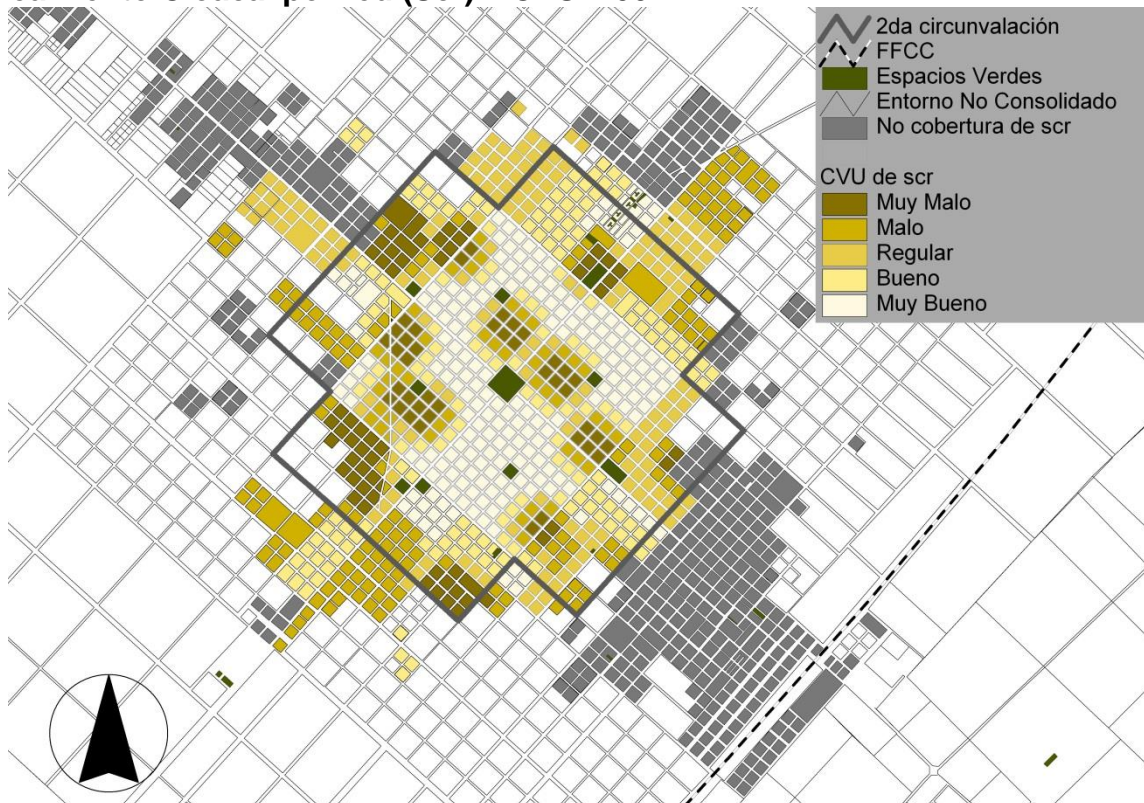 2da circunvalación
FFCC
Espacios Verdes
Entorno No Consolidado
No cobertura de scr
CVU de scr
Muy Malo
Malo
Regular
Bueno
Muy Bueno